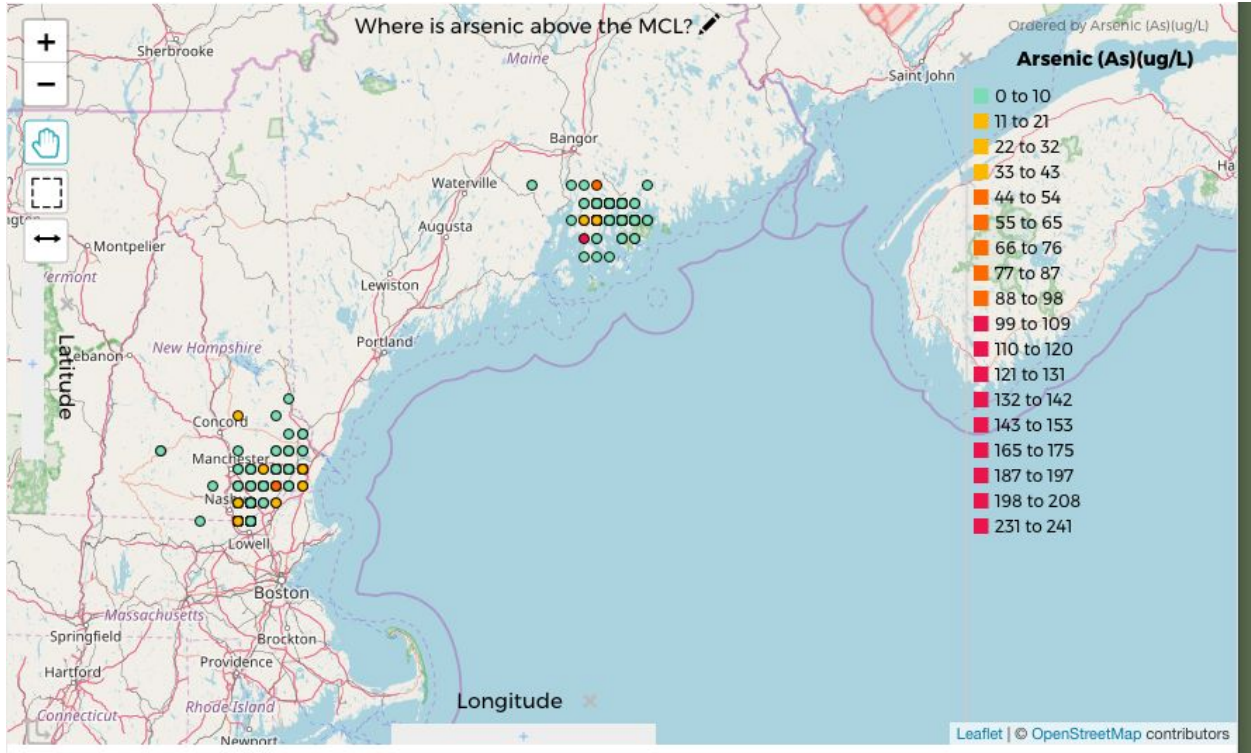 Where is arsenic above the MCL?
Ordered by Arsenic (As)(ug/L)
Arsenic (As)(ug/L)
0 to 10
11 to 21
22 to 32
33 to 43
44 to 54
55 to 65
66 to 76
77 to 87
88 to 98
99 to 109
110 to 120
121 to 131
132 to 142
143 to 153
165 to 175
187 to 197
198 to 208
231 to 241
+
−
Sherbrooke
Maine
Saint John
Bangor
Ha
Waterville
Augusta
Montpelier
ermont
Lewiston
Latitude
Lebanon
New Hampshire
Portland
Concord
Manchester
Lowell
Boston
Massachusetts
Springfield
Brockton
Hartford
Providence
Connecticut
Rhode Island
Newport
Longitude
Leaflet | © OpenStreetMap contributors